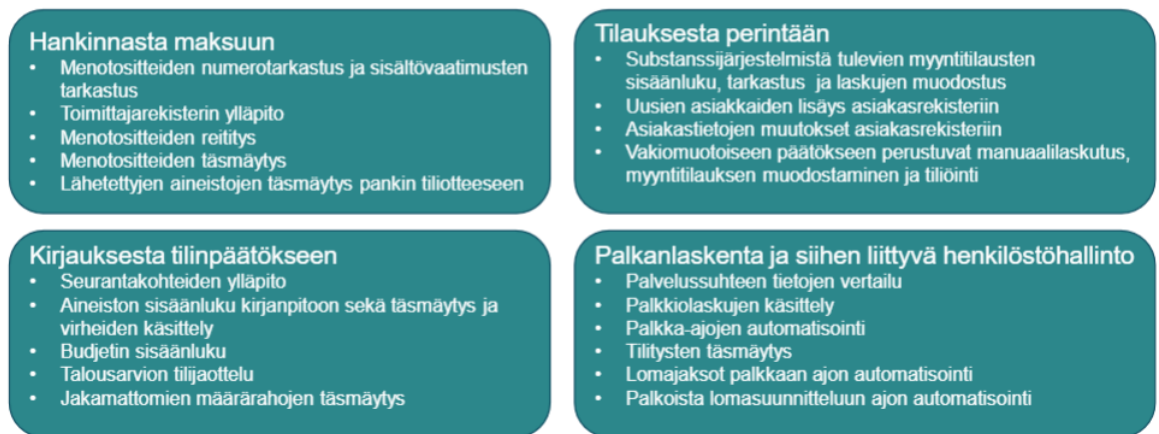 Hankinnasta maksuun
• Menotositteiden numerotarkastus ja sisältövaatimusten
tarkastus
• Toimittajarekisterin ylläpito
• Menotositteiden reititys
• Menotositteiden täsmäytys
• Lähetettyjen aineistojen täsmäytys pankin tiliotteeseen
Tilauksesta perintään
• Substanssijärjestelmistä tulevien myyntitilausten
sisäänluku, tarkastus ja laskujen muodostus
• Uusien asiakkaiden lisäys asiakasrekisteriin
• Asiakastietojen muutokset asiakasrekisteriin
• Vakiomuotoiseen päätökseen perustuvat manuaalilaskutus,
myyntitilauksen muodostaminen ja tiliöinti
Kirjauksesta tilinpäätökseen
• Seurantakohteiden ylläpito
• Aineiston sisäänluku kirjanpitoon sekä täsmäytys ja
virheiden käsittely
• Budjetin sisäänluku
• Talousarvion tilijaottelu
• Jakamattomien määrärahojen täsmäytys
Palkanlaskenta ja siihen liittyvä henkilöstöhallinto
• Palvelussuhteen tietojen vertailu
• Palkkiolaskujen käsittely
• Palkka-ajojen automatisointi
• Tilitysten täsmäytys
• Lomajaksot palkkaan ajon automatisointi
• Palkoista lomasuunnitteluun ajon automatisointi